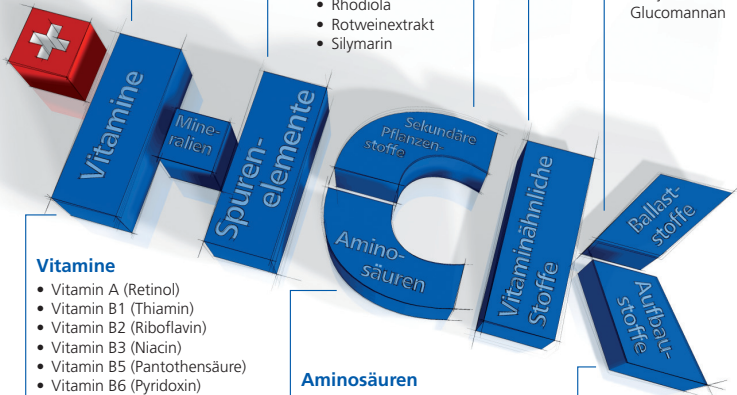 • Rhodiola
• Rotweinextrakt
• Silymarin
Glucomannan
Vitamine
Mine-
ralien
Spuren-
elemente
Sekundäre
Pflanzen-
stoffe
Amino-
säuren
Vitaminähnliche
Stoffe
Ballast-
stoffe
Aufbau-
stoffe
Vitamine
• Vitamin A (Retinol)
• Vitamin B1 (Thiamin)
• Vitamin B2 (Riboflavin)
• Vitamin B3 (Niacin)
• Vitamin B5 (Pantothensäure)
• Vitamin B6 (Pyridoxin)
Aminosäuren